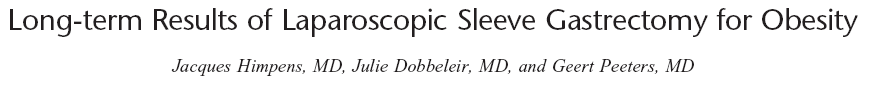 Long-term Results of Laparoscopic Sleeve Gastrectomy for Obesity
Jacques Himpens, MD, Julie Dobbeleir, MD, and Geert Peeters, MD